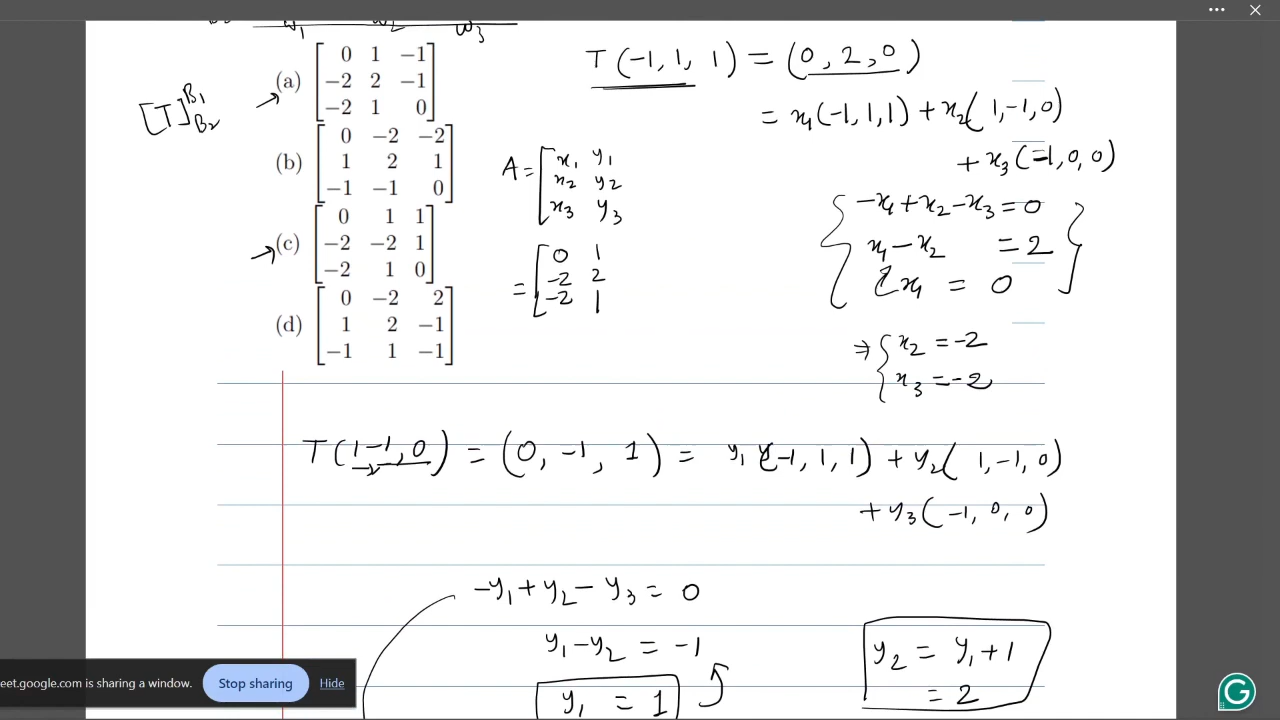 w1 w2 w3
T(-1, 1, 1) = (0, 2, 0)
= x1(-1, 1, 1) + x2(1, -1, 0)
+ x3(-1, 0, 0)
[T]B1 B2
(a) [0 1 −1
−2 2 −1
−2 1 0]
(b) [0 −2 −2
1 2 1
−1 −1 0]
(c) [0 1 1
−2 −2 1
−2 1 0]
(d) [0 −2 2
1 2 −1
−1 1 −1]
A = [x1 y1
x2 y2
x3 y3]
= [0 1
-2 2
-2 1]
-x1 + x2 - x3 = 0
x1 - x2 = 2
x1 = 0
⇒ { x2 = -2
x3 = -2
T(1 -1, 0) = (0, -1, 1) = y1(-1, 1, 1) + y2(1, -1, 0)
+ y3(-1, 0, 0)
-y1 + y2 - y3 = 0
y1 - y2 = -1
y1 = 1
y2 = y1 + 1
= 2
eet.google.com is sharing a window. Stop sharing Hide
G